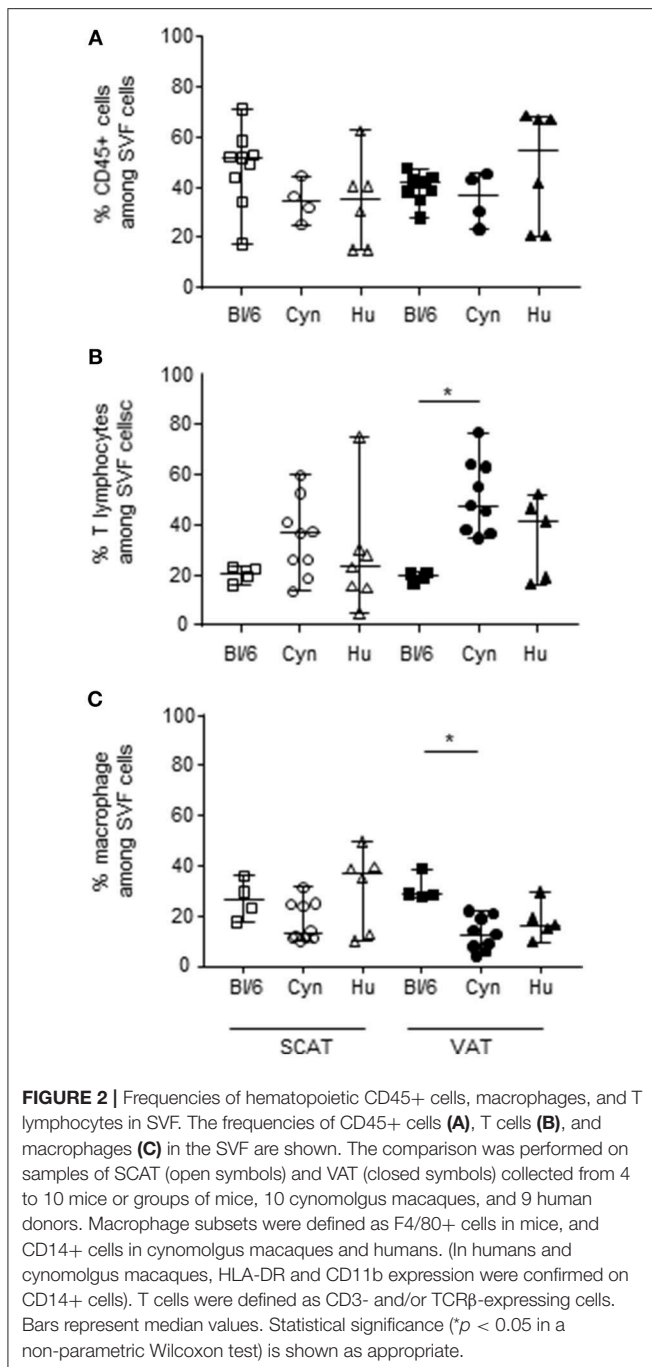 A
% CD45+ cells
among SVF cells
100
80
60
40
20
0
Bl/6 Cyn Hu Bl/6 Cyn Hu
B
% T lymphocytes
among SVF cellsc
100
80
60
40
20
0
*
Bl/6 Cyn Hu Bl/6 Cyn Hu
C
% macrophage
among SVF cells
100
80
60
40
20
0
*
Bl/6 Cyn Hu Bl/6 Cyn Hu
SCAT VAT
FIGURE 2 | Frequencies of hematopoietic CD45+ cells, macrophages, and T
lymphocytes in SVF. The frequencies of CD45+ cells (A), T cells (B), and
macrophages (C) in the SVF are shown. The comparison was performed on
samples of SCAT (open symbols) and VAT (closed symbols) collected from 4
to 10 mice or groups of mice, 10 cynomolgus macaques, and 9 human
donors. Macrophage subsets were defined as F4/80+ cells in mice, and
CD14+ cells in cynomolgus macaques and humans. (In humans and
cynomolgus macaques, HLA-DR and CD11b expression were confirmed on
CD14+ cells). T cells were defined as CD3- and/or TCRβ-expressing cells.
Bars represent median values. Statistical significance (*p < 0.05 in a
non-parametric Wilcoxon test) is shown as appropriate.